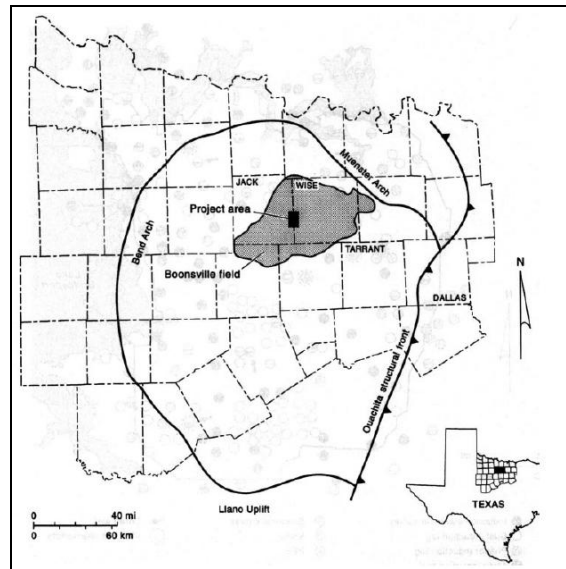 Muenster Arch
JACK
WISE
Project area
Bend Arch
TARRANT
Boonsville field
N
DALLAS
Ouachita structural front
TEXAS
Llano Uplift
0 40 mi
0 60 km